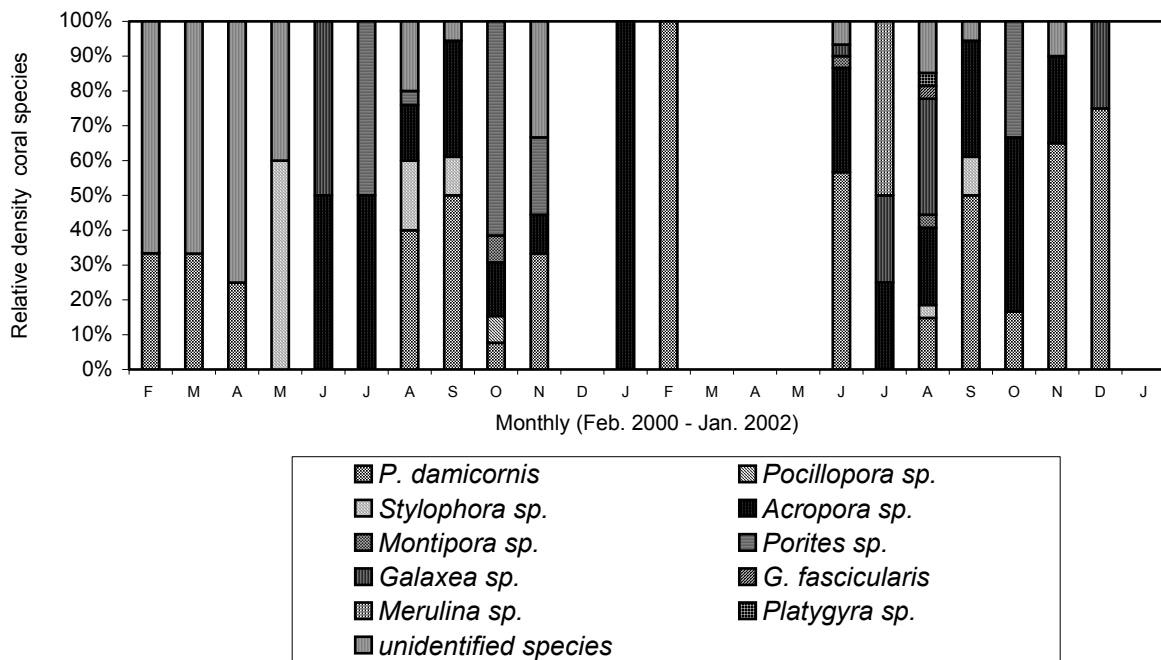 100%
90%
80%
70%
60%
50%
40%
30%
20%
10%
0%
Relative density coral species
F M A M J J A S O N D J F M A M J J A S O N D J
Monthly (Feb. 2000 - Jan. 2002)
P. damicornis Pocillopora sp.
Stylophora sp. Acropora sp.
Montipora sp. Porites sp.
Galaxea sp. G. fascicularis
Merulina sp. Platygyra sp.
unidentified species